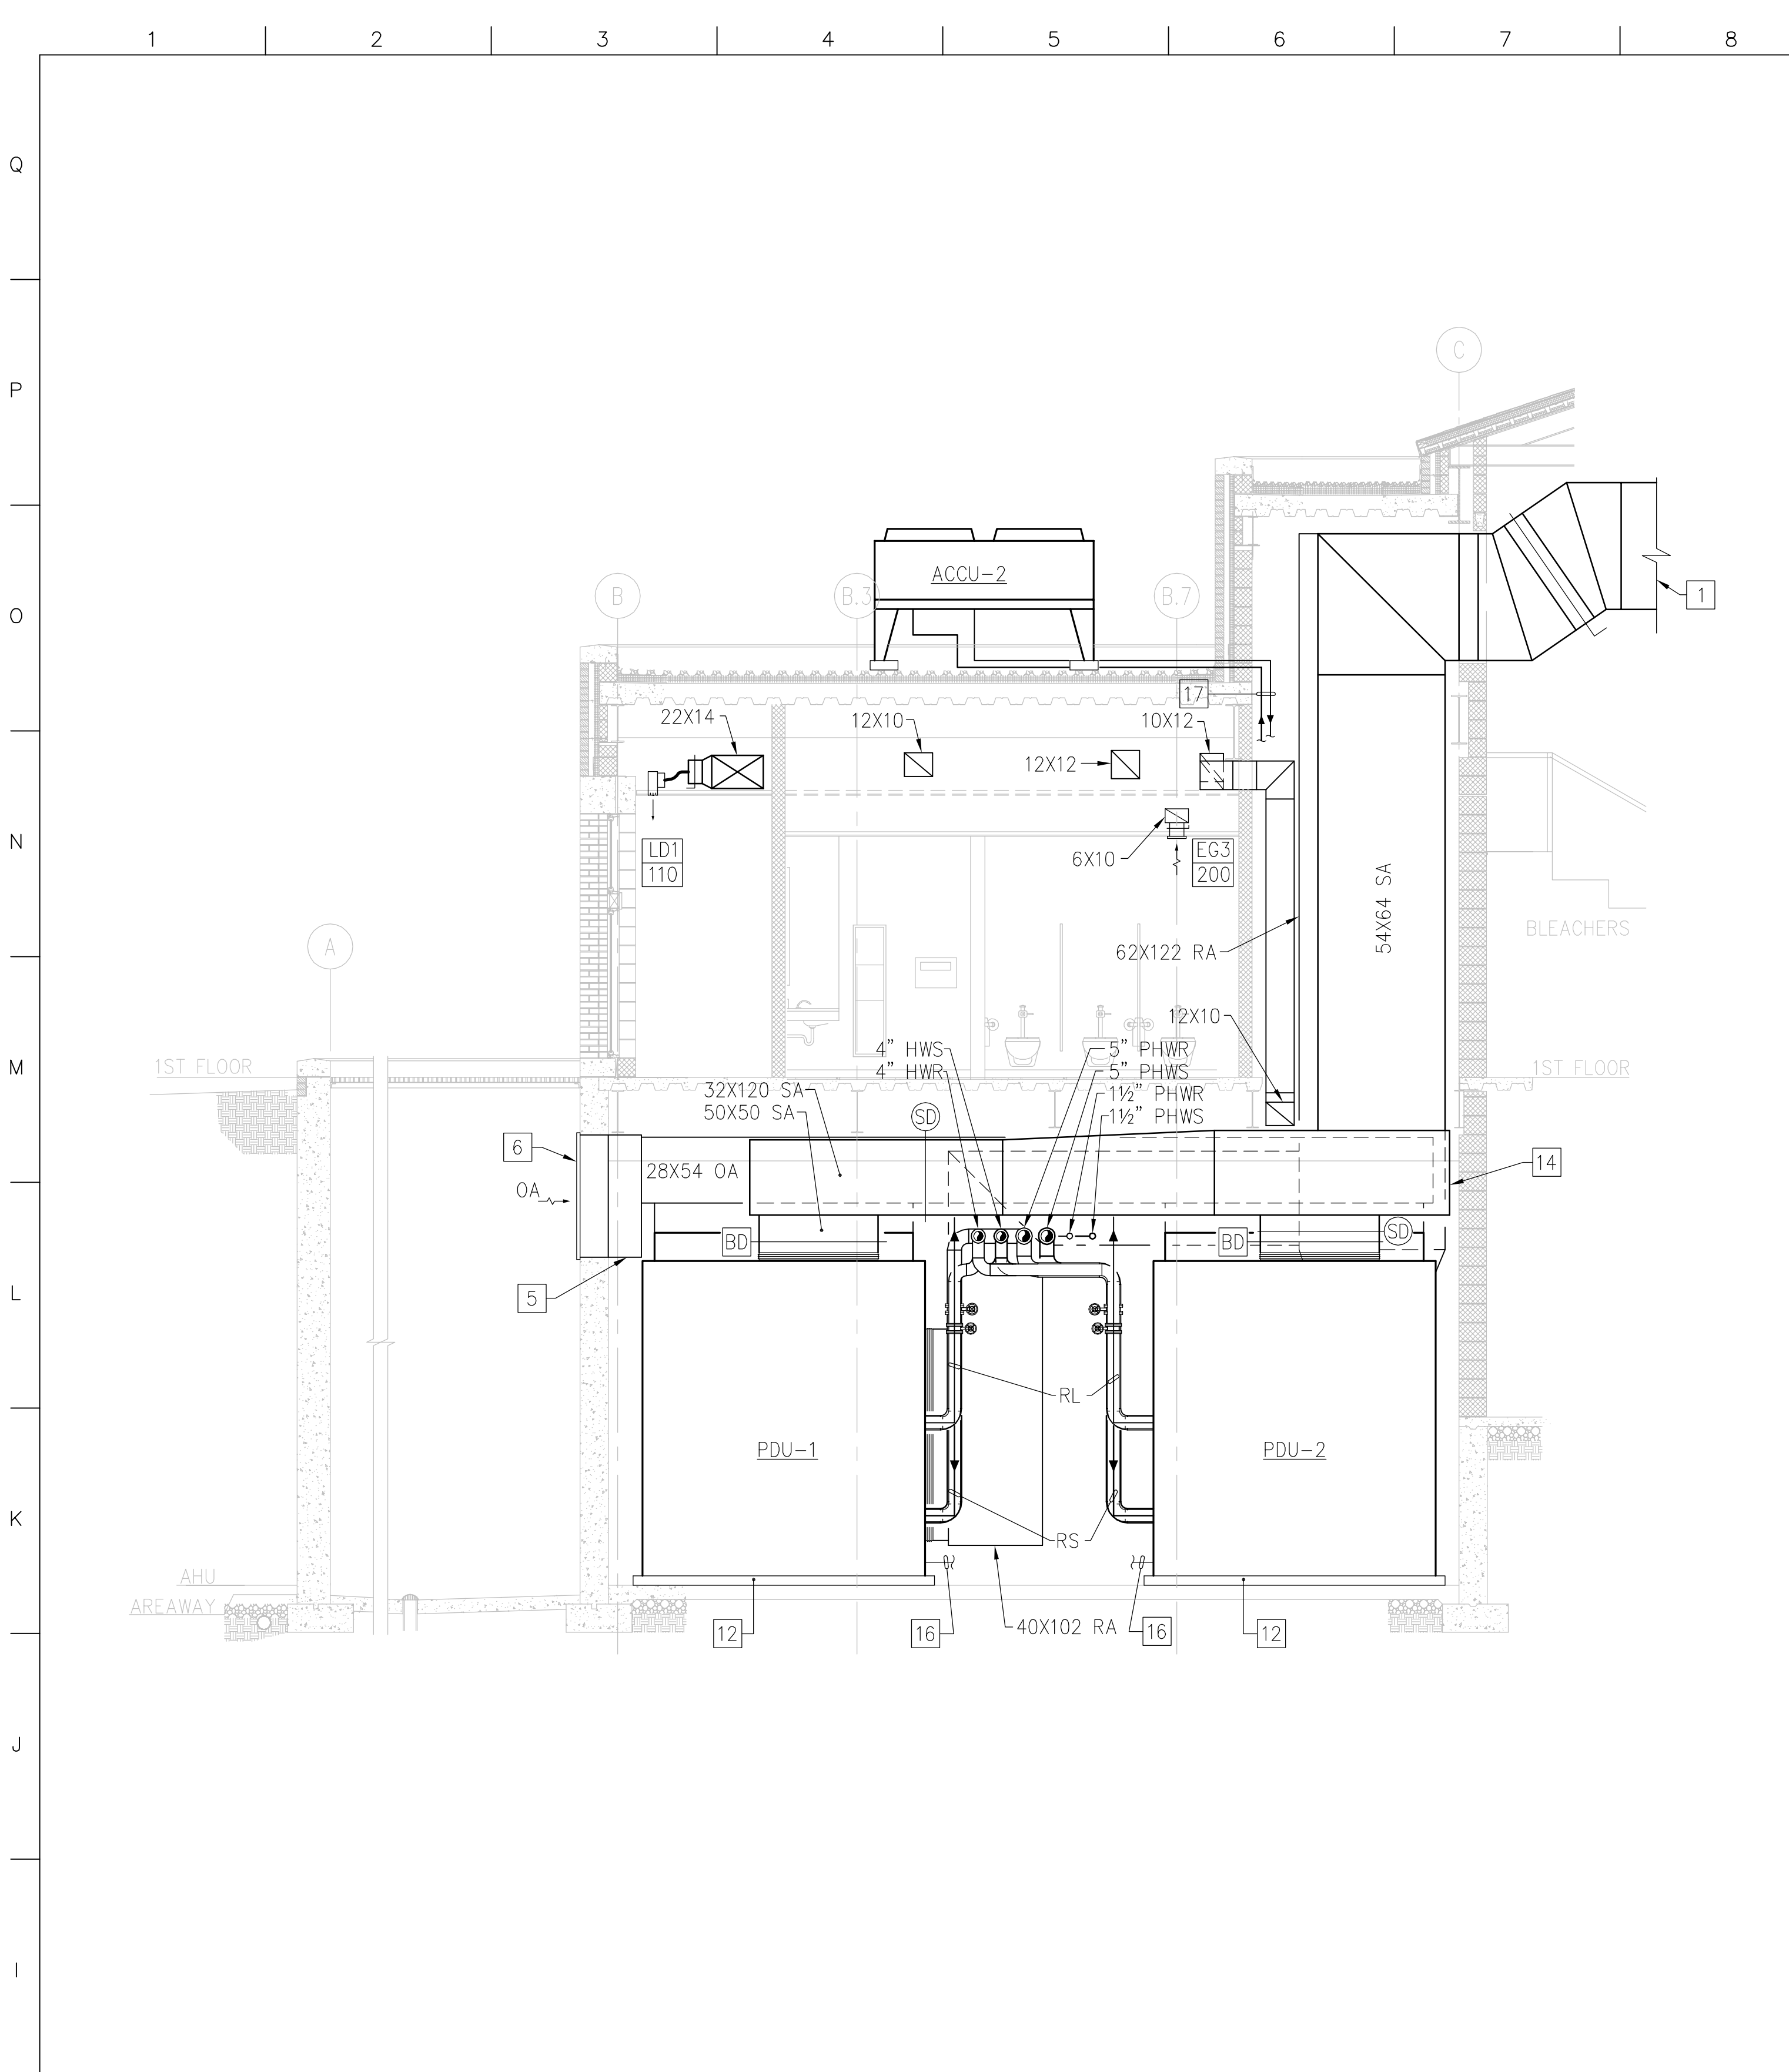 1 2 3 4 5 6 7 8
Q
P
C
ACCU-2
B
B.3
B.7
1
O
17
22X14
12X10
10X12
12X12
N
LD1
110
6X10
EG3
200
54X64 SA
BLEACHERS
A
62X122 RA
12X10
4" HWS
5" PHWR
1ST FLOOR
M
4" HWR
5" PHWS
1ST FLOOR
32X120 SA
1½" PHWR
50X50 SA
SD
1½" PHWS
6
28X54 OA
14
OA
BD
BD
SD
L
5
RL
PDU-1
PDU-2
K
RS
AHU
AREAWAY
12
16
40X102 RA
16
12
J
I